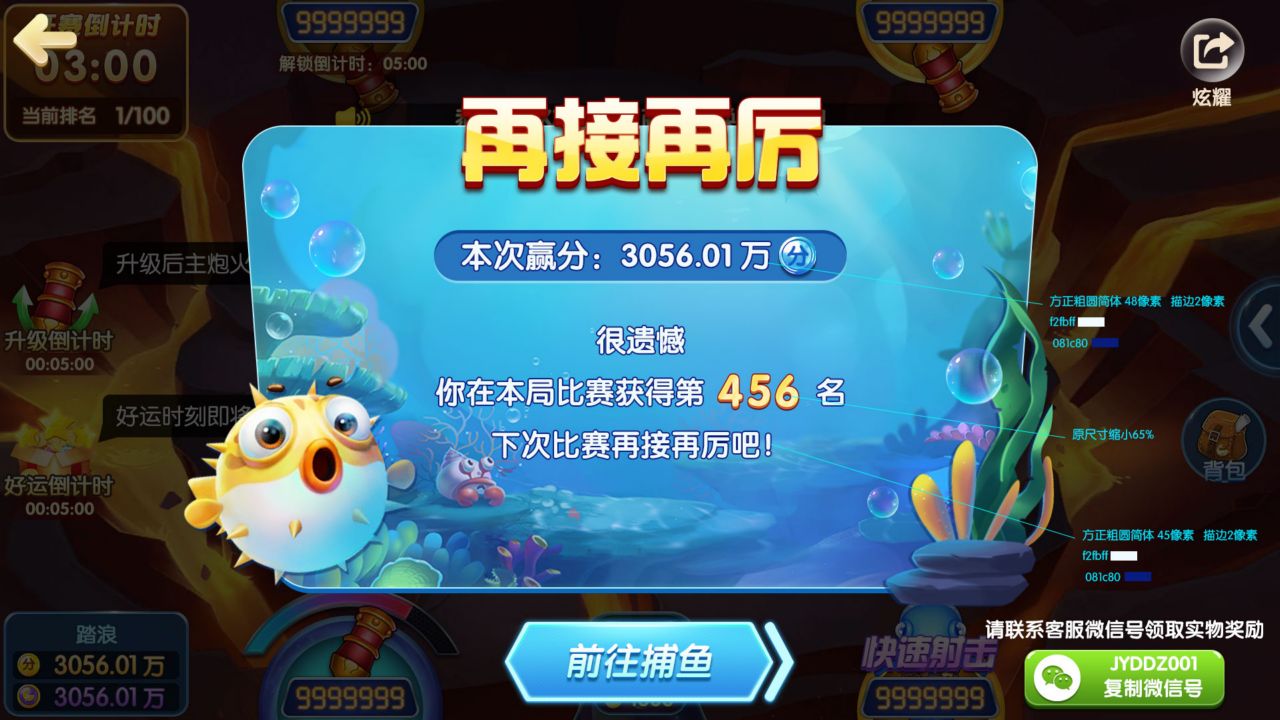 再接再厉
赛倒计时
03:00
当前排名 1/100
9999999
解锁倒计时：05:00
9999999
炫耀
本次赢分：3056.01万 分
很遗憾
你在本局比赛获得第 456 名
下次比赛再接再厉吧！
升级后主炮火
升级倒计时
00:05:00
好运时刻即将
好运倒计时
00:05:00
方正粗圆简体 48像素 描边2像素
f2fbff
081c80
原尺寸缩小65%
背包
方正粗圆简体 45像素 描边2像素
f2fbff
081c80
踏浪
分 3056.01万
3056.01万
9999999
前往捕鱼
快速射击
9999999
请联系客服微信号领取实物奖励
JYDDZ001
复制微信号